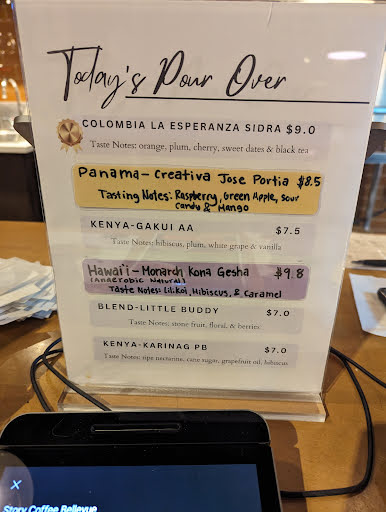 Today's Pour Over
COLOMBIA LA ESPERANZA SIDRA $9.0
Taste Notes: orange, plum, cherry, sweet dates & black tea
Panama - Creativa Jose Portia $8.5
Tasting Notes: Raspberry, Green Apple, Sour
Candy & Mango
KENYA-GAKUI AA $7.5
Taste Notes: hibiscus, plum, white grape & vanilla
Hawai'i - Monarch Kona Gesha $9.8
(Anaerobic Natural)
Taste Notes: Lilikoi, Hibiscus, & Caramel
BLEND-LITTLE BUDDY $7.0
Taste Notes: stone fruit, floral, & berries
KENYA-KARINAG PB $7.0
Taste Notes: ripe nectarine, cane sugar, grapefruit oil, hibiscus
X
Story Coffee Bellevue